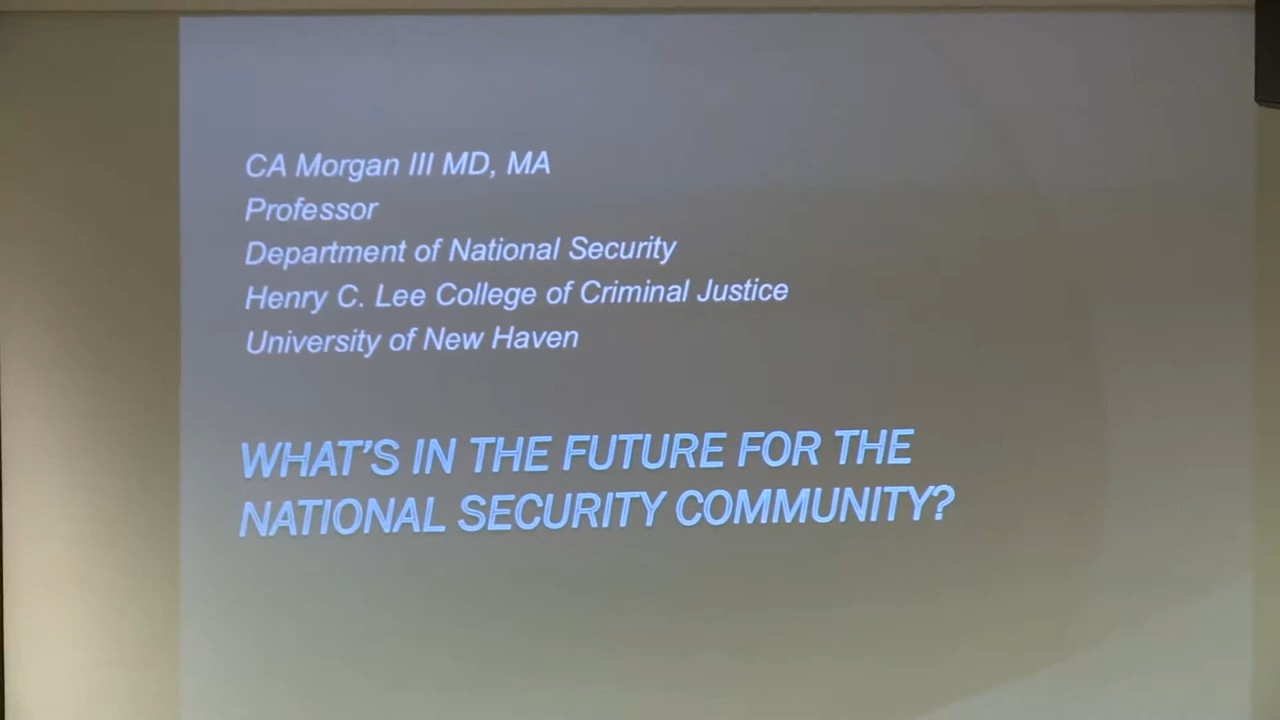 CA Morgan III MD, MA
Professor
Department of National Security
Henry C. Lee College of Criminal Justice
University of New Haven
WHAT'S IN THE FUTURE FOR THE
NATIONAL SECURITY COMMUNITY?